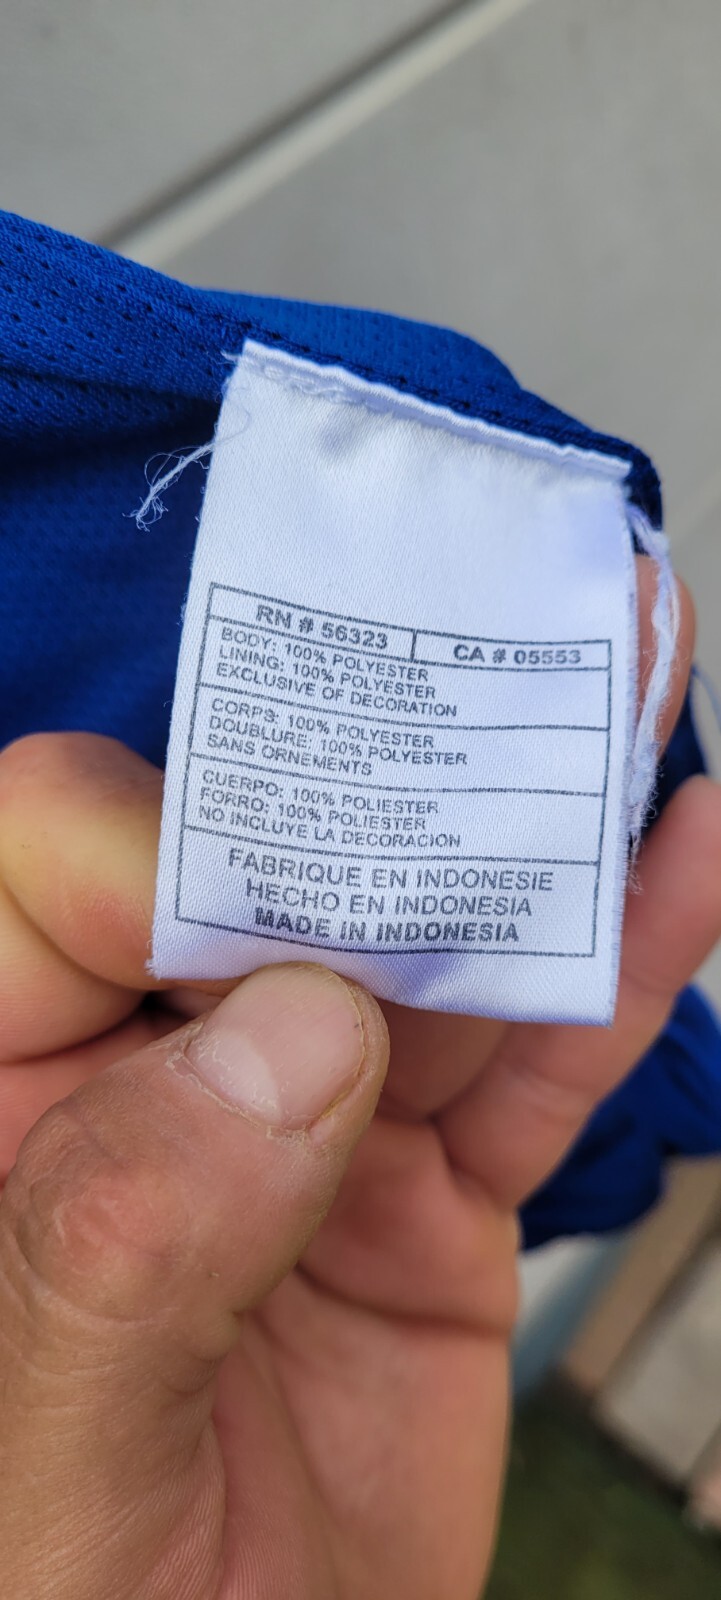 RN # 56323
CA # 05553
BODY: 100% POLYESTER
LINING: 100% POLYESTER
EXCLUSIVE OF DECORATION
CORPS: 100% POLYESTER
DOUBLURE: 100% POLYESTER
SANS ORNEMENTS
CUERPO: 100% POLIESTER
FORRO: 100% POLIESTER
NO INCLUYE LA DECORACION
FABRIQUE EN INDONESIE
HECHO EN INDONESIA
MADE IN INDONESIA